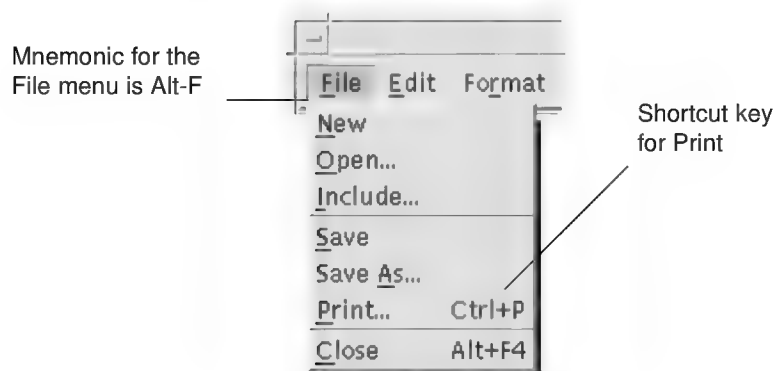 Mnemonic for the
File menu is Alt-F
File Edit Format
New
Open...
Include...
Save
Save As...
Print... Ctrl+P
Close Alt+F4
Shortcut key
for Print